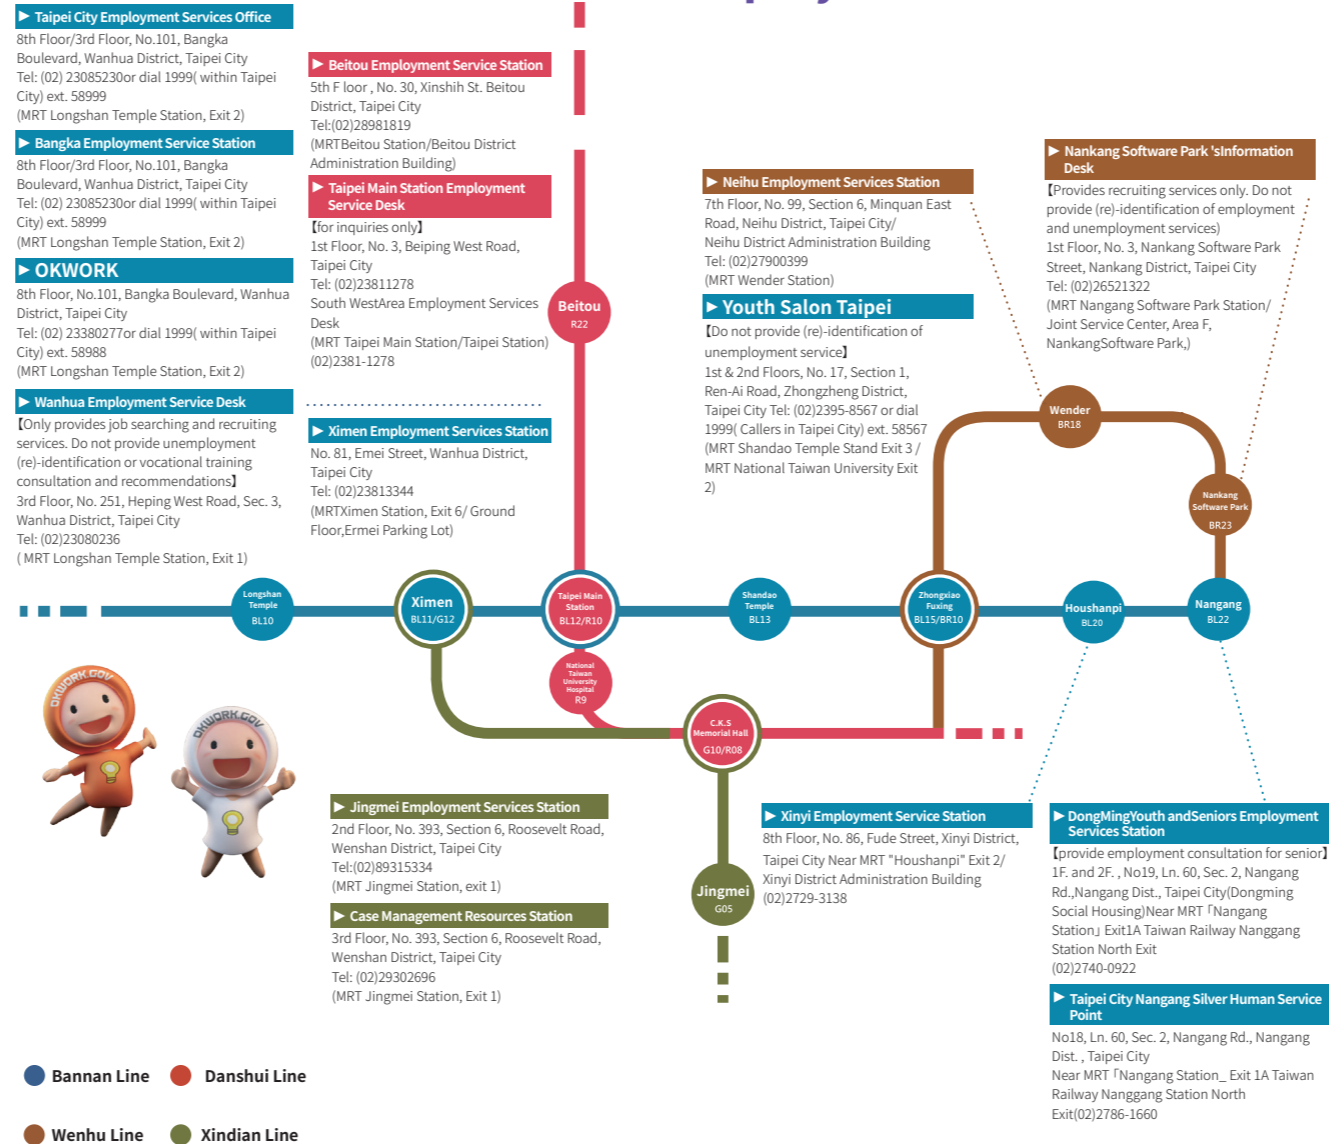 ▶ Taipei City Employment Services Office
8th Floor/3rd Floor, No.101, Bangka
Boulevard, Wanhua District, Taipei City
Tel: (02) 23085230or dial 1999( within Taipei
City) ext. 58999
(MRT Longshan Temple Station, Exit 2)
▶ Bangka Employment Service Station
8th Floor/3rd Floor, No.101, Bangka
Boulevard, Wanhua District, Taipei City
Tel: (02) 23085230or dial 1999( within Taipei
City) ext. 58999
(MRT Longshan Temple Station, Exit 2)
▶ OKWORK
8th Floor, No.101, Bangka Boulevard, Wanhua
District, Taipei City
Tel: (02) 23380277or dial 1999( within Taipei
City) ext. 58988
(MRT Longshan Temple Station, Exit 2)
▶ Wanhua Employment Service Desk
【Only provides job searching and recruiting
services. Do not provide unemployment
(re)-identification or vocational training
consultation and recommendations】
3rd Floor, No. 251, Heping West Road, Sec. 3,
Wanhua District, Taipei City
Tel: (02)23080236
( MRT Longshan Temple Station, Exit 1)
▶ Beitou Employment Service Station
5th F loor , No. 30, Xinshih St. Beitou
District, Taipei City
Tel:(02)28981819
(MRTBeitou Station/Beitou District
Administration Building)
▶ Taipei Main Station Employment
Service Desk
【for inquiries only】
1st Floor, No. 3, Beiping West Road,
Taipei City
Tel: (02)23811278
South WestArea Employment Services
Desk
(MRT Taipei Main Station/Taipei Station)
(02)2381-1278
▶ Ximen Employment Services Station
No. 81, Emei Street, Wanhua District,
Taipei City
Tel: (02)23813344
(MRTXimen Station, Exit 6/ Ground
Floor,Ermei Parking Lot)
▶ Neihu Employment Services Station
7th Floor, No. 99, Section 6, Minquan East
Road, Neihu District, Taipei City/
Neihu District Administration Building
Tel: (02)27900399
(MRT Wender Station)
▶ Youth Salon Taipei
【Do not provide (re)-identification of
unemployment service】
1st & 2nd Floors, No. 17, Section 1,
Ren-Ai Road, Zhongzheng District,
Taipei City Tel: (02)2395-8567 or dial
1999( Callers in Taipei City) ext. 58567
(MRT Shandao Temple Stand Exit 3 /
MRT National Taiwan University Exit
2)
▶ Nankang Software Park 'sInformation
Desk
【Provides recruiting services only. Do not
provide (re)-identification of employment
and unemployment services)
1st Floor, No. 3, Nankang Software Park
Street, Nankang District, Taipei City
Tel: (02)26521322
(MRT Nangang Software Park Station/
Joint Service Center, Area F,
NankangSoftware Park,)
Beitou
R22
Wender
BR18
Nankang
Software Park
BR23
Longshan
Temple
BL10
Ximen
BL11/G12
Taipei Main
Station
BL12/R10
Shandao
Temple
BL13
Zhongxiao
Fuxing
BL15/BR10
Houshanpi
BL20
Nangang
BL22
National
Taiwan
University
Hospital
R9
C.K.S
Memorial Hall
G10/R08
Jingmei
G05
OKWORK GOV
OKWORK GOV
▶ Jingmei Employment Services Station
2nd Floor, No. 393, Section 6, Roosevelt Road,
Wenshan District, Taipei City
Tel:(02)89315334
(MRT Jingmei Station, exit 1)
▶ Case Management Resources Station
3rd Floor, No. 393, Section 6, Roosevelt Road,
Wenshan District, Taipei City
Tel: (02)29302696
(MRT Jingmei Station, Exit 1)
▶ Xinyi Employment Service Station
8th Floor, No. 86, Fude Street, Xinyi District,
Taipei City Near MRT "Houshanpi" Exit 2/
Xinyi District Administration Building
(02)2729-3138
▶ DongMingYouth andSeniors Employment
Services Station
【provide employment consultation for senior】
1F. and 2F. , No19, Ln. 60, Sec. 2, Nangang
Rd.,Nangang Dist., Taipei City(Dongming
Social Housing)Near MRT「Nangang
Station」Exit1A Taiwan Railway Nanggang
Station North Exit
(02)2740-0922
▶ Taipei City Nangang Silver Human Service
Point
No18, Ln. 60, Sec. 2, Nangang Rd., Nangang
Dist. , Taipei City
Near MRT「Nangang Station_ Exit 1A Taiwan
Railway Nanggang Station North
Exit(02)2786-1660
Bannan Line
Danshui Line
Wenhu Line
Xindian Line